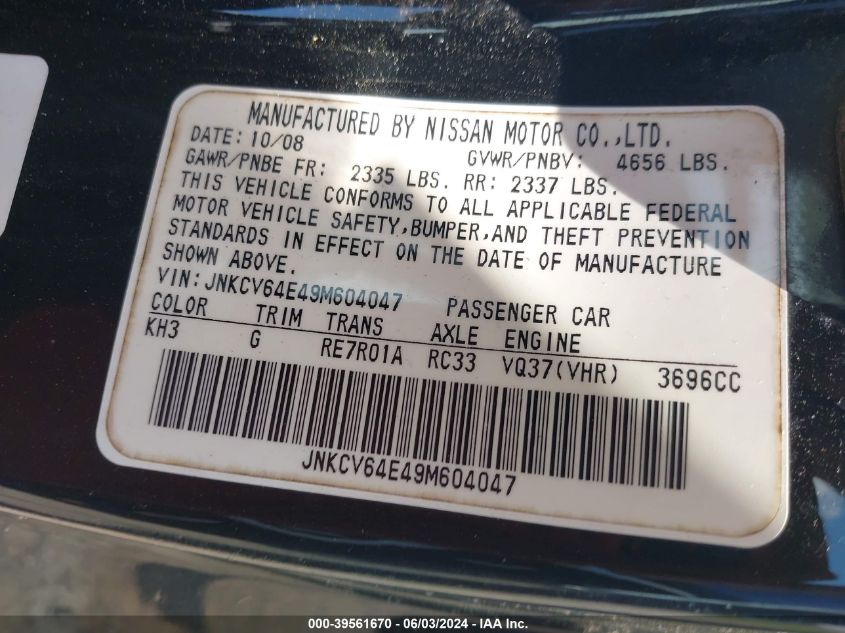 MANUFACTURED BY NISSAN MOTOR CO.,LTD.
DATE: 10/08 GVWR/PNBV: 4656 LBS.
GAWR/PNBE FR: 2335 LBS. RR: 2337 LBS.
THIS VEHICLE CONFORMS TO ALL APPLICABLE FEDERAL
MOTOR VEHICLE SAFETY,BUMPER,AND THEFT PREVENTION
STANDARDS IN EFFECT ON THE DATE OF MANUFACTURE
SHOWN ABOVE.
VIN: JNKCV64E49M604047 PASSENGER CAR
COLOR TRIM TRANS AXLE ENGINE
KH3 G RE7R01A RC33 VQ37(VHR) 3696CC
JNKCV64E49M604047
000-39561670 - 06/03/2024 - IAA Inc.